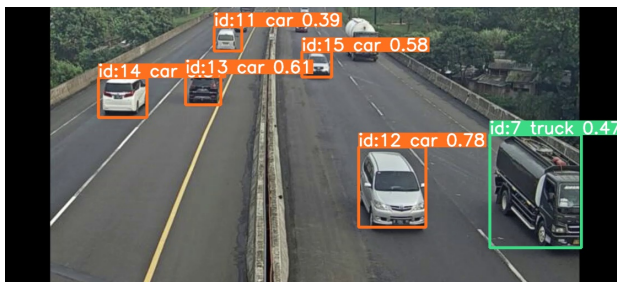 id:11 car 0.39
id:15 car 0.58
id:14 car
id:13 car 0.61
id:7 truck 0.47
id:12 car 0.78